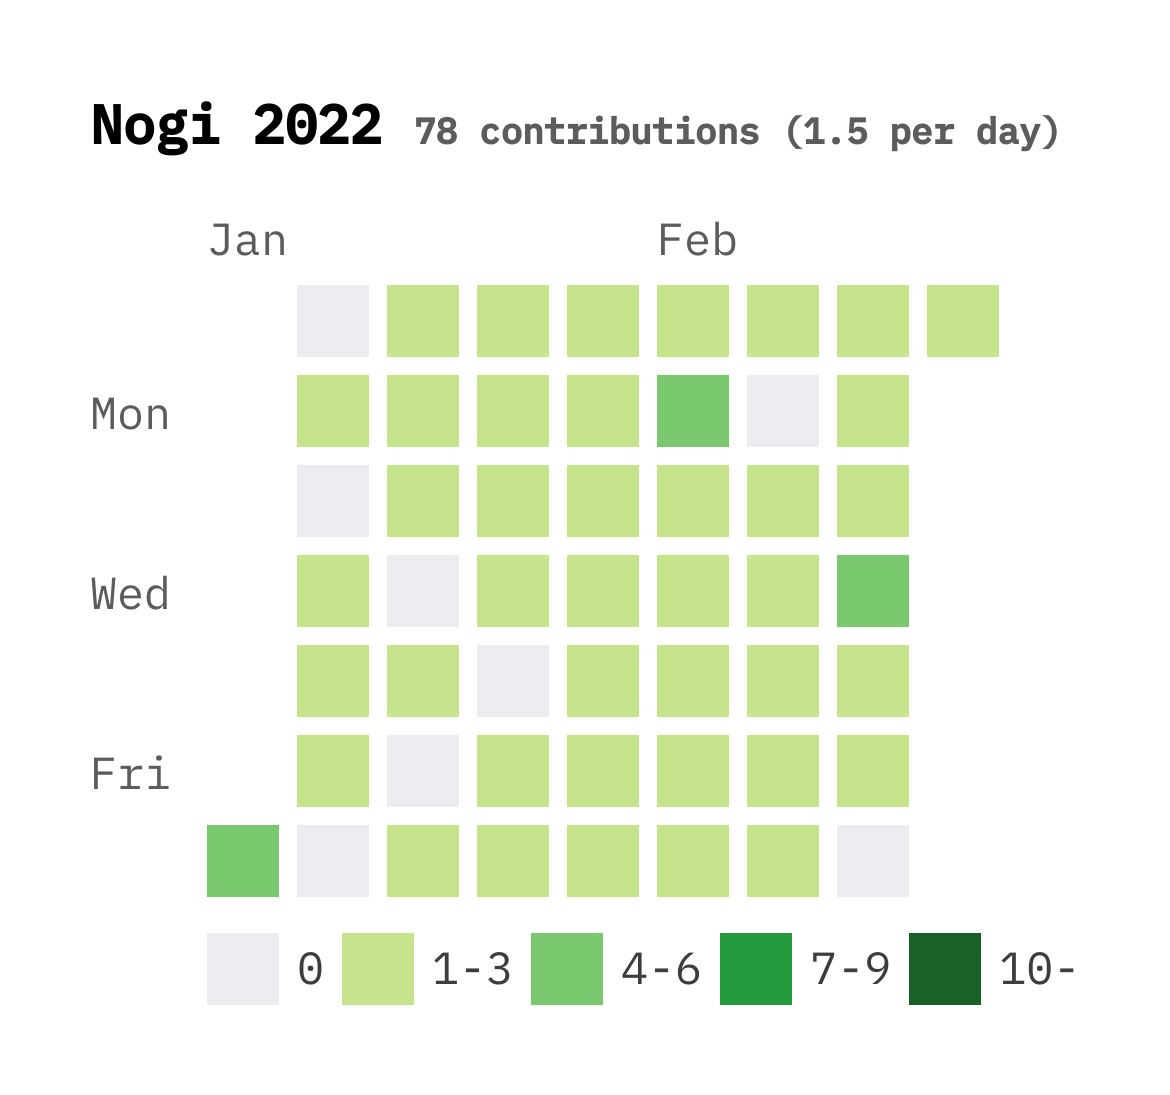 Nogi 2022 78 contributions (1.5 per day)
Jan Feb
Mon
Wed
Fri
0 1-3 4-6 7-9 10-